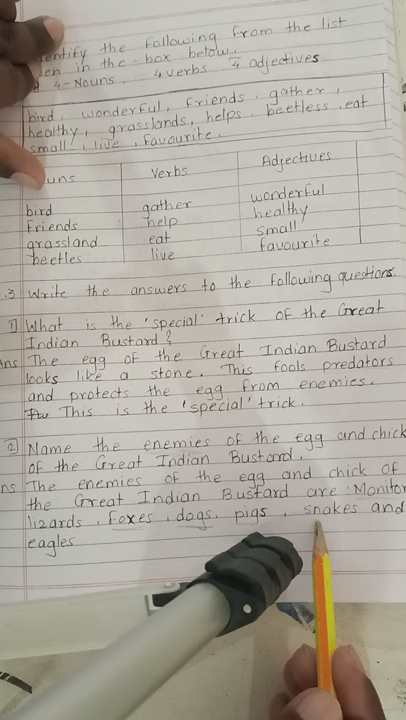 entify the following from the list
en in the box below.
4-Nouns. 4 verbs 4 adjectives
bird, wonderful, friends, gather,
healthy, grasslands, helps, beetless, eat
small, live, favourite.
uns Verbs Adjectives
bird gather wonderful
friends help healthy
grassland eat small
beetles live favourite
3 Write the answers to the following questions.
1) What is the 'special' trick of the Great
Indian Bustard?
Ans The egg of the Great Indian Bustard
looks like a stone. This fools predators
and protects the egg from enemies.
This is the 'special' trick.
2) Name the enemies of the egg and chick
of the Great Indian Bustard.
ns The enemies of the egg and chick of
the Great Indian Bustard are Monitor
lizards, foxes, dogs, pigs, snakes and
eagles